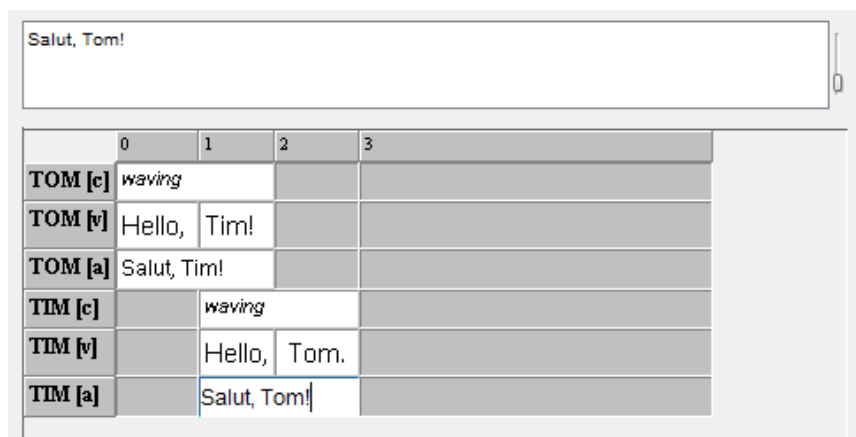 Salut, Tom!
0 1 2 3
TOM [c] waving
TOM [v] Hello, Tim!
TOM [a] Salut, Tim!
TIM [c] waving
TIM [v] Hello, Tom.
TIM [a] Salut, Tom!